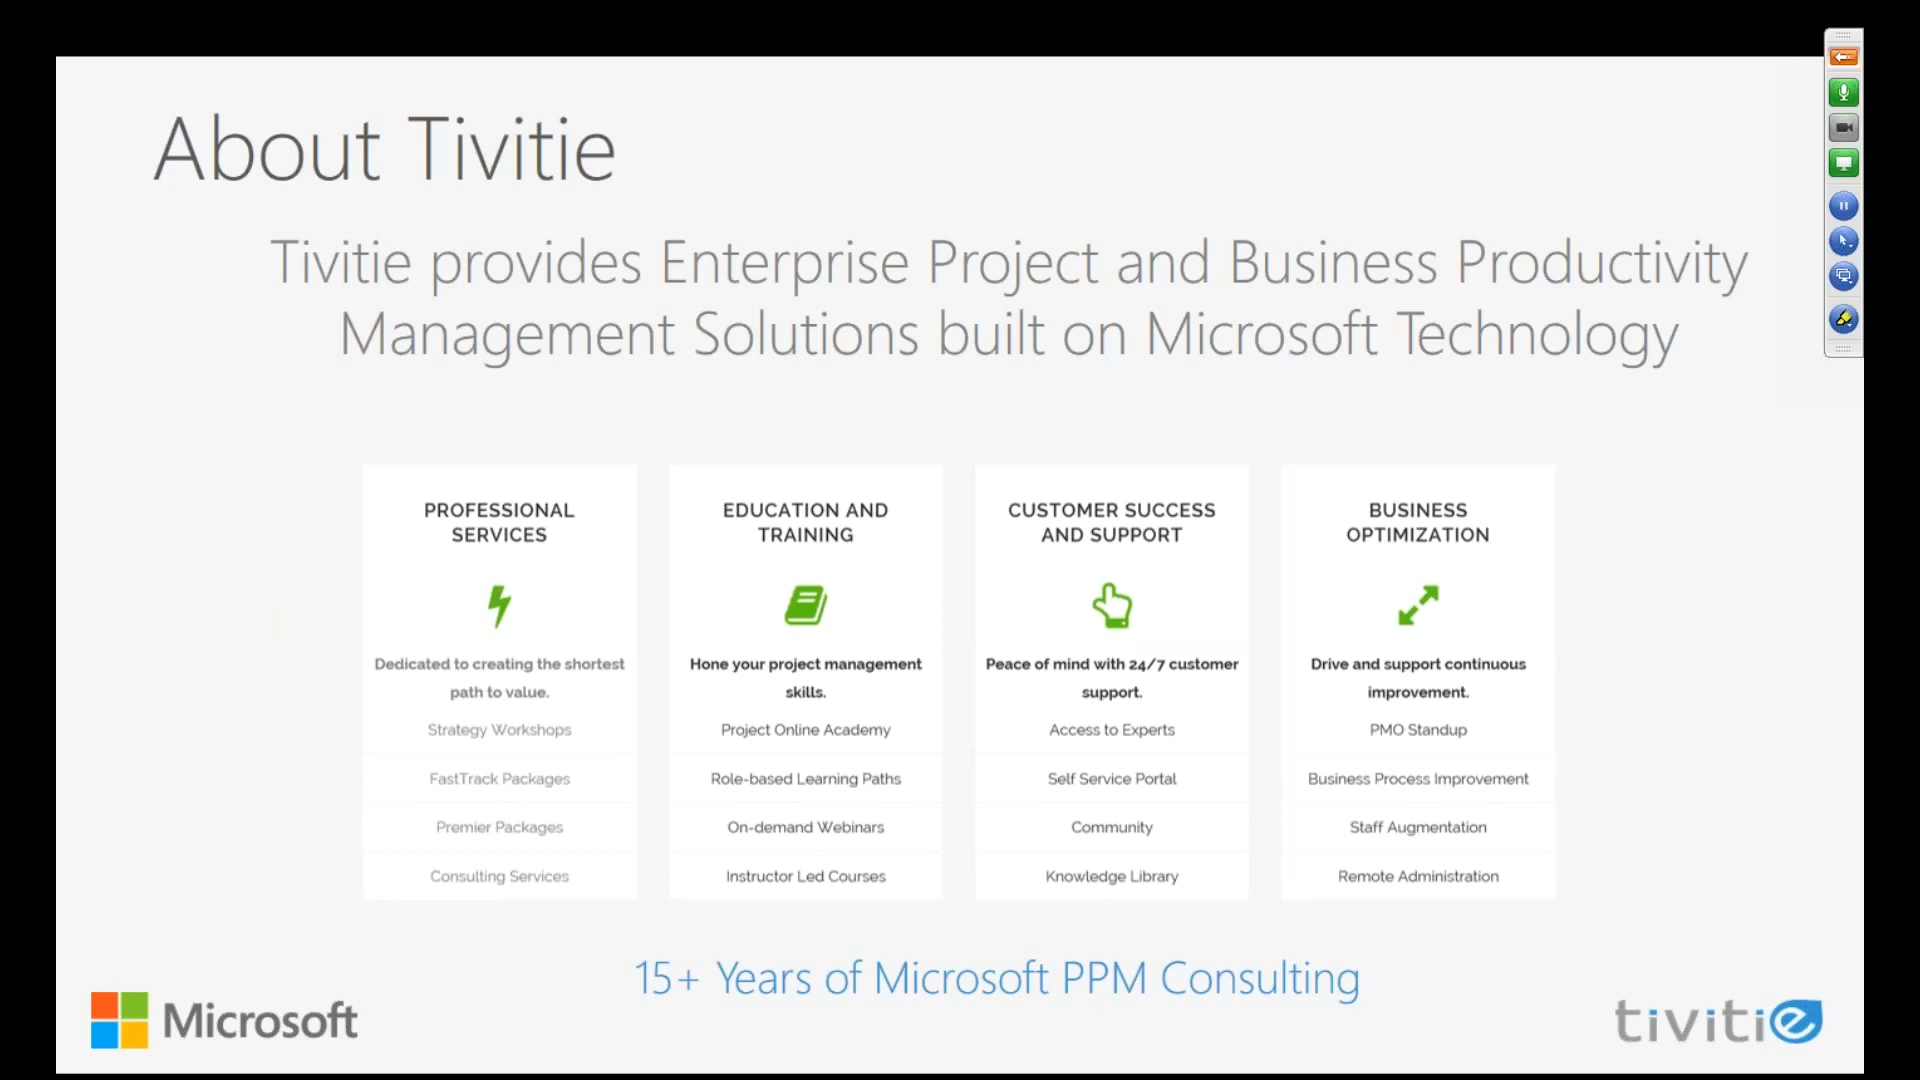 About Tivitie
Tivitie provides Enterprise Project and Business Productivity
Management Solutions built on Microsoft Technology
PROFESSIONAL
SERVICES
Dedicated to creating the shortest
path to value.
Strategy Workshops
FastTrack Packages
Premier Packages
Consulting Services
EDUCATION AND
TRAINING
Hone your project management
skills.
Project Online Academy
Role-based Learning Paths
On-demand Webinars
Instructor Led Courses
CUSTOMER SUCCESS
AND SUPPORT
Peace of mind with 24/7 customer
support.
Access to Experts
Self Service Portal
Community
Knowledge Library
BUSINESS
OPTIMIZATION
Drive and support continuous
improvement.
PMO Standup
Business Process Improvement
Staff Augmentation
Remote Administration
15+ Years of Microsoft PPM Consulting
Microsoft
tivitie